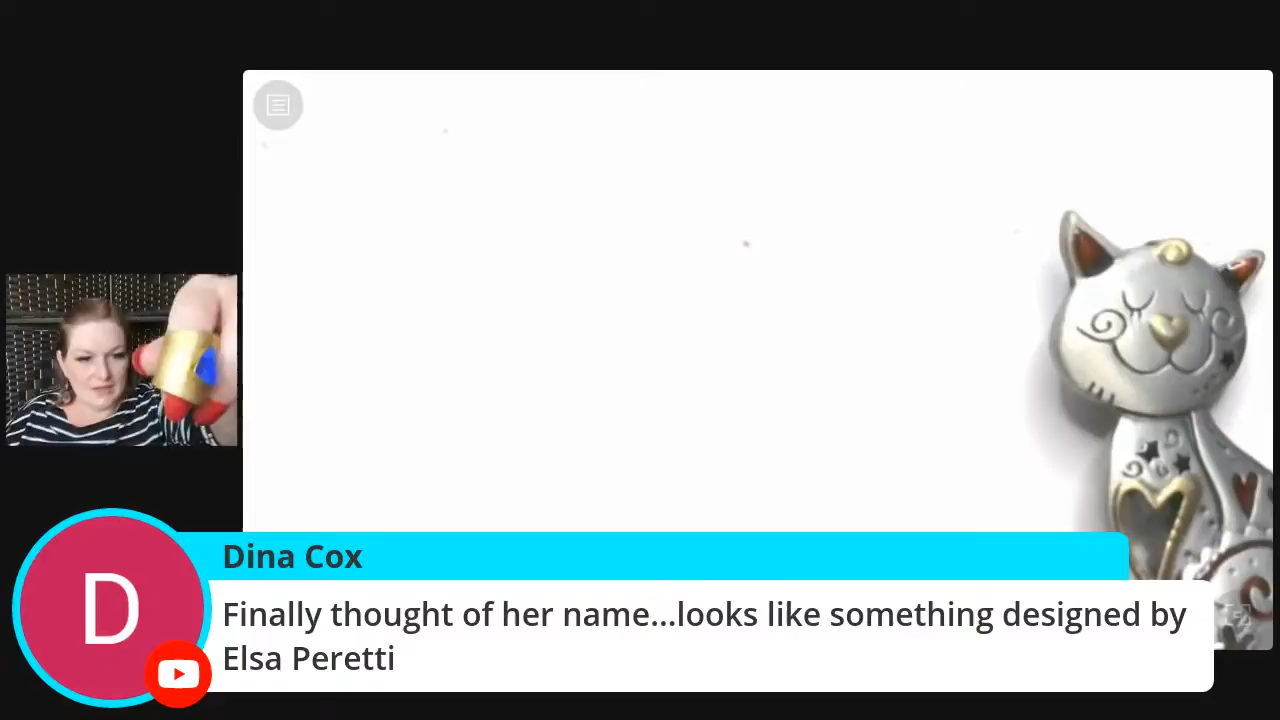 Dina Cox
Finally thought of her name...looks like something designed by
Elsa Peretti
D